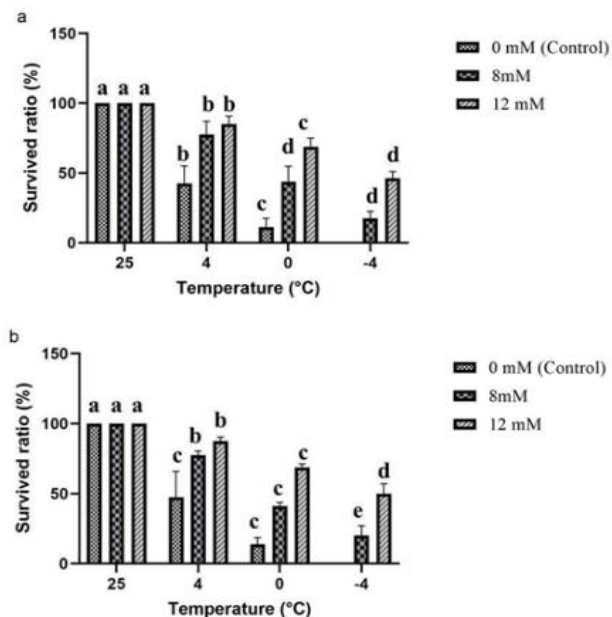 a
Survived ratio (%)
150
100
50
0
a a a
b b b
c d c
d d
25 4 0 -4
Temperature (°C)
0 mM (Control)
8mM
12 mM
b
Survived ratio (%)
150
100
50
0
a a a
c b b
c c c
e d
25 4 0 -4
Temperature (°C)
0 mM (Control)
8mM
12 mM